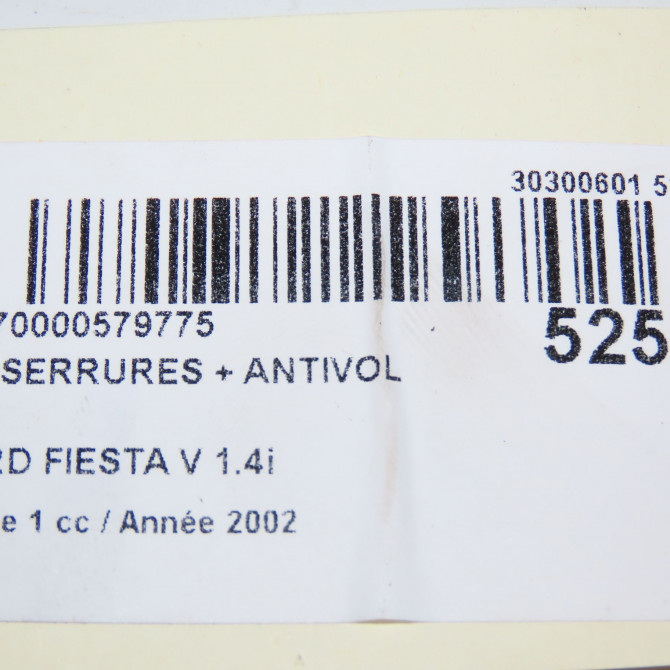 30300601 5
70000579775
525
SERRURES + ANTIVOL
RD FIESTA V 1.4i
e 1 cc / Année 2002